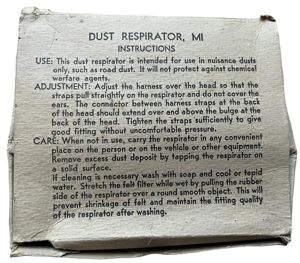 DUST RESPIRATOR, MI
INSTRUCTIONS
USE: This dust respirator is intended for use in nuisance dusts
only, such as road dust. It will not protect against chemical
warfare agents.
ADJUSTMENT: Adjust the harness over the head so that the
straps pull straightly on the respirator and do not cover the
ears. The connector between harness straps at the back
of the head should extend over and above the bulge at the
back of the head. Tighten the straps sufficiently to give
good fitting without uncomfortable pressure.
CARE: When not in use, carry the respirator in any convenient
place on the person or on the vehicle or other equipment.
Remove excess dust deposit by tapping the respirator on
a solid surface.
If cleaning is necessary wash with soap and cool or tepid
water. Stretch the felt filter while wet by pulling the rubber
side of the respirator over a round smooth object. This will
prevent shrinkage of felt and maintain the fitting quality
of the respirator after washing.